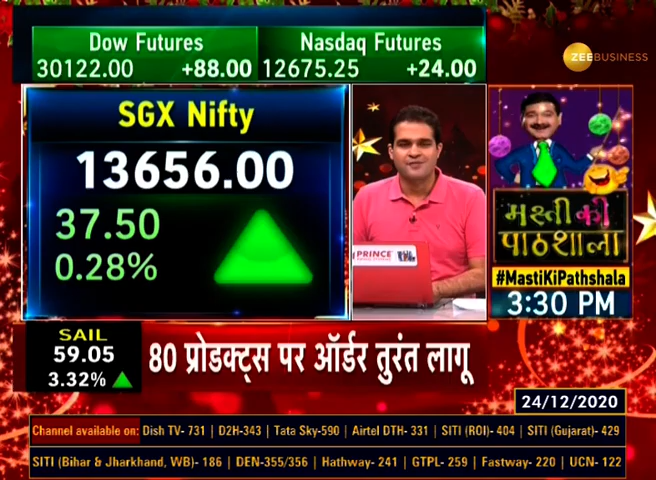 Dow Futures
30122.00 +88.00
Nasdaq Futures
12675.25 +24.00
ZEE BUSINESS
SGX Nifty
13656.00
37.50
0.28%
PRINCE
मस्ती की
पाठशाला
#MastiKiPathshala
3:30 PM
SAIL
59.05
3.32%
80 प्रोडक्ट्स पर ऑर्डर तुरंत लागू
24/12/2020
Channel available on: Dish TV- 731 | D2H-343 | Tata Sky-590 | Airtel DTH- 331 | SITI (ROI)- 404 | SITI (Gujarat)- 429
SITI (Bihar & Jharkhand, WB)- 186 | DEN-355/356 | Hathway- 241 | GTPL- 259 | Fastway- 220 | UCN- 122